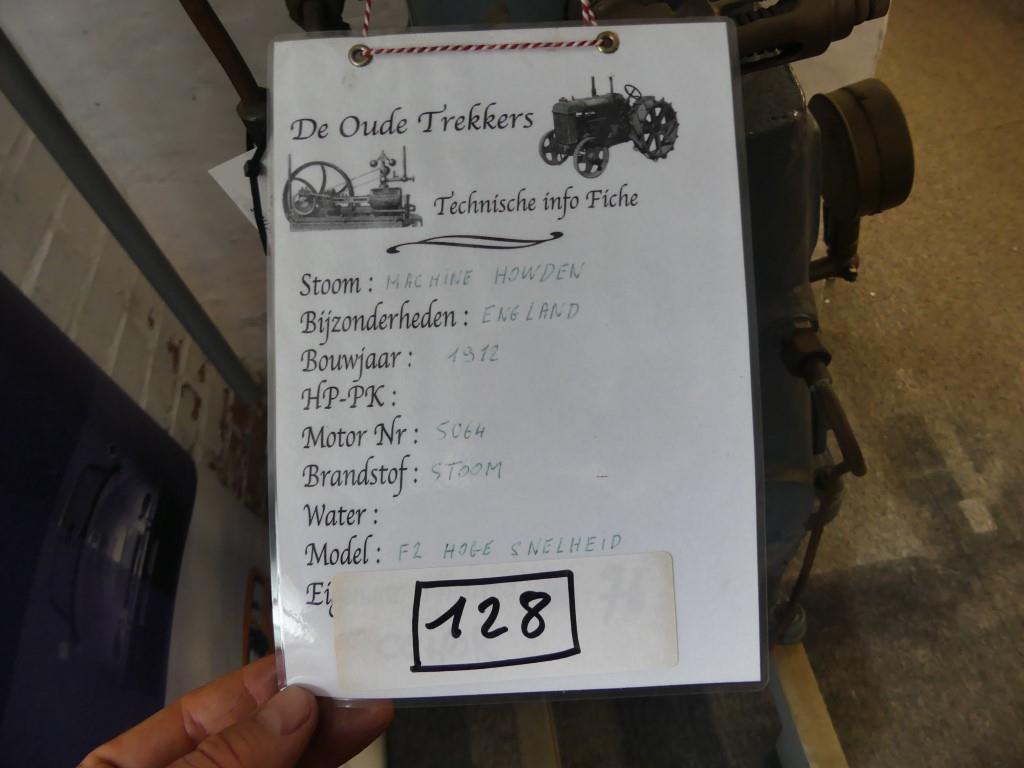 De Oude Trekkers
Technische info Fiche
Stoom : MACHINE HOWDEN
Bijzonderheden : ENGLAND
Bouwjaar : 1912
HP-PK :
Motor Nr : 5064
Brandstof : STOOM
Water :
Model : F2 HOGE SNELHEID
128